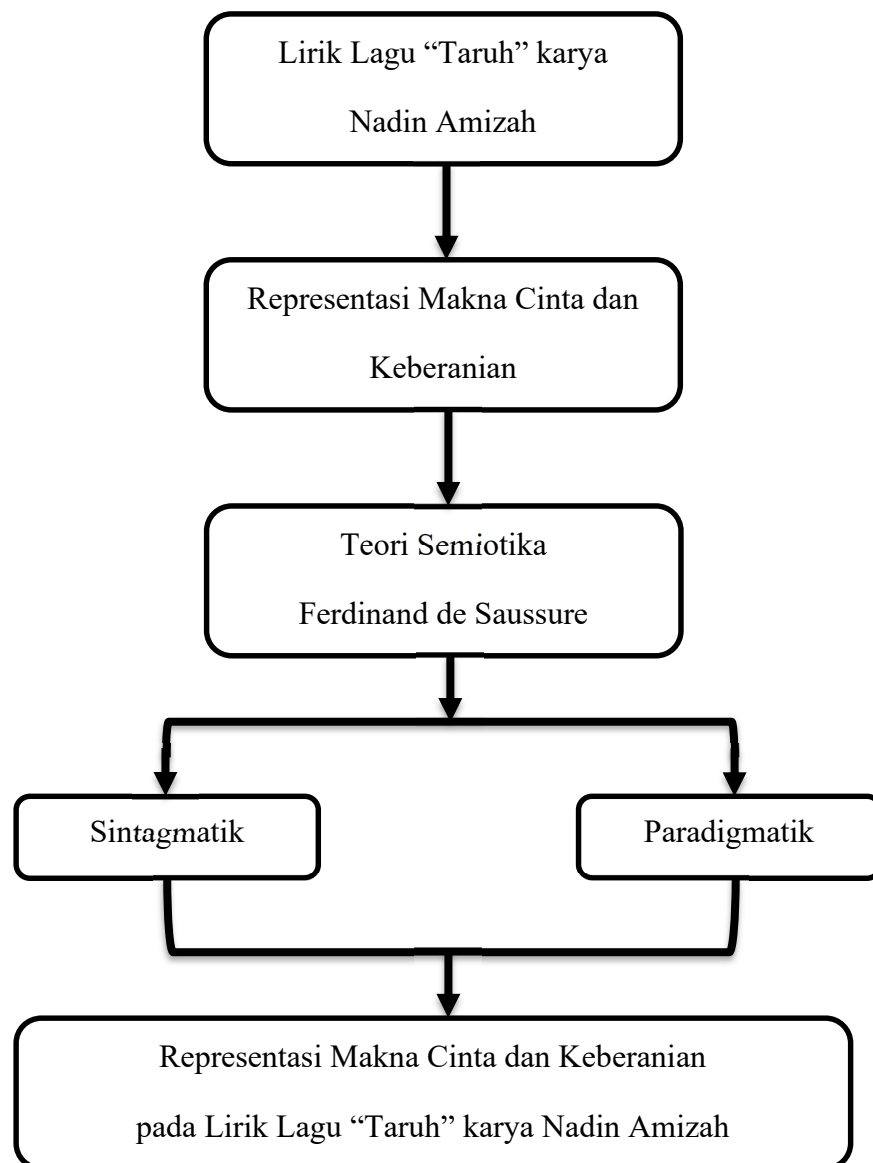 Lirik Lagu “Taruh” karya
Nadin Amizah
Representasi Makna Cinta dan
Keberanian
Teori Semiotika
Ferdinand de Saussure
Sintagmatik
Paradigmatik
Representasi Makna Cinta dan Keberanian
pada Lirik Lagu “Taruh” karya Nadin Amizah